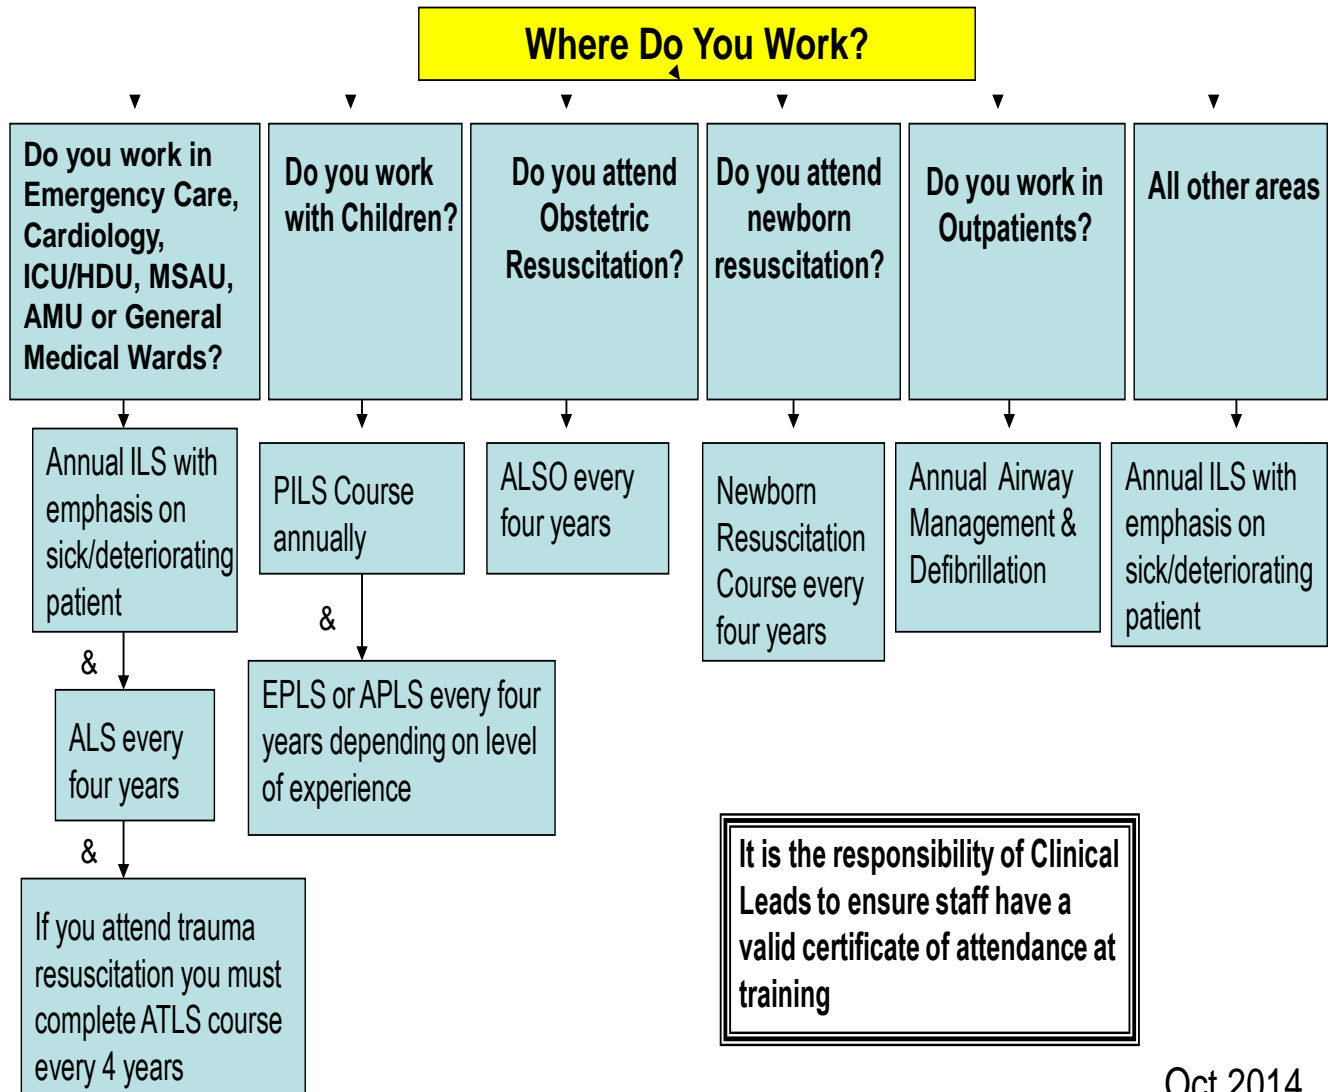 Where Do You Work?
Do you work in
Emergency Care,
Cardiology,
ICU/HDU, MSAU,
AMU or General
Medical Wards?
Do you work
with Children?
Do you attend
Obstetric
Resuscitation?
Do you attend
newborn
resuscitation?
Do you work in
Outpatients?
All other areas
Annual ILS with
emphasis on
sick/deteriorating
patient
PILS Course
annually
ALSO every
four years
Newborn
Resuscitation
Course every
four years
Annual Airway
Management &
Defibrillation
Annual ILS with
emphasis on
sick/deteriorating
patient
&
&
ALS every
four years
EPLS or APLS every four
years depending on level
of experience
&
If you attend trauma
resuscitation you must
complete ATLS course
every 4 years
It is the responsibility of Clinical
Leads to ensure staff have a
valid certificate of attendance at
training
Oct 2014